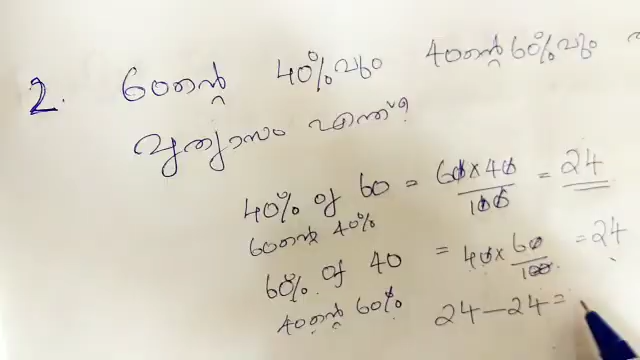 2. 60ന്റെ 40%വും 40ന്റെ 60%വും
വ്യത്യാസം എന്ത്?
40% of 60 = 60 x 40 / 100 = 24
60ന്റെ 40%
60% of 40 = 40 x 60 / 100 = 24
40ന്റെ 60%
24 - 24 =